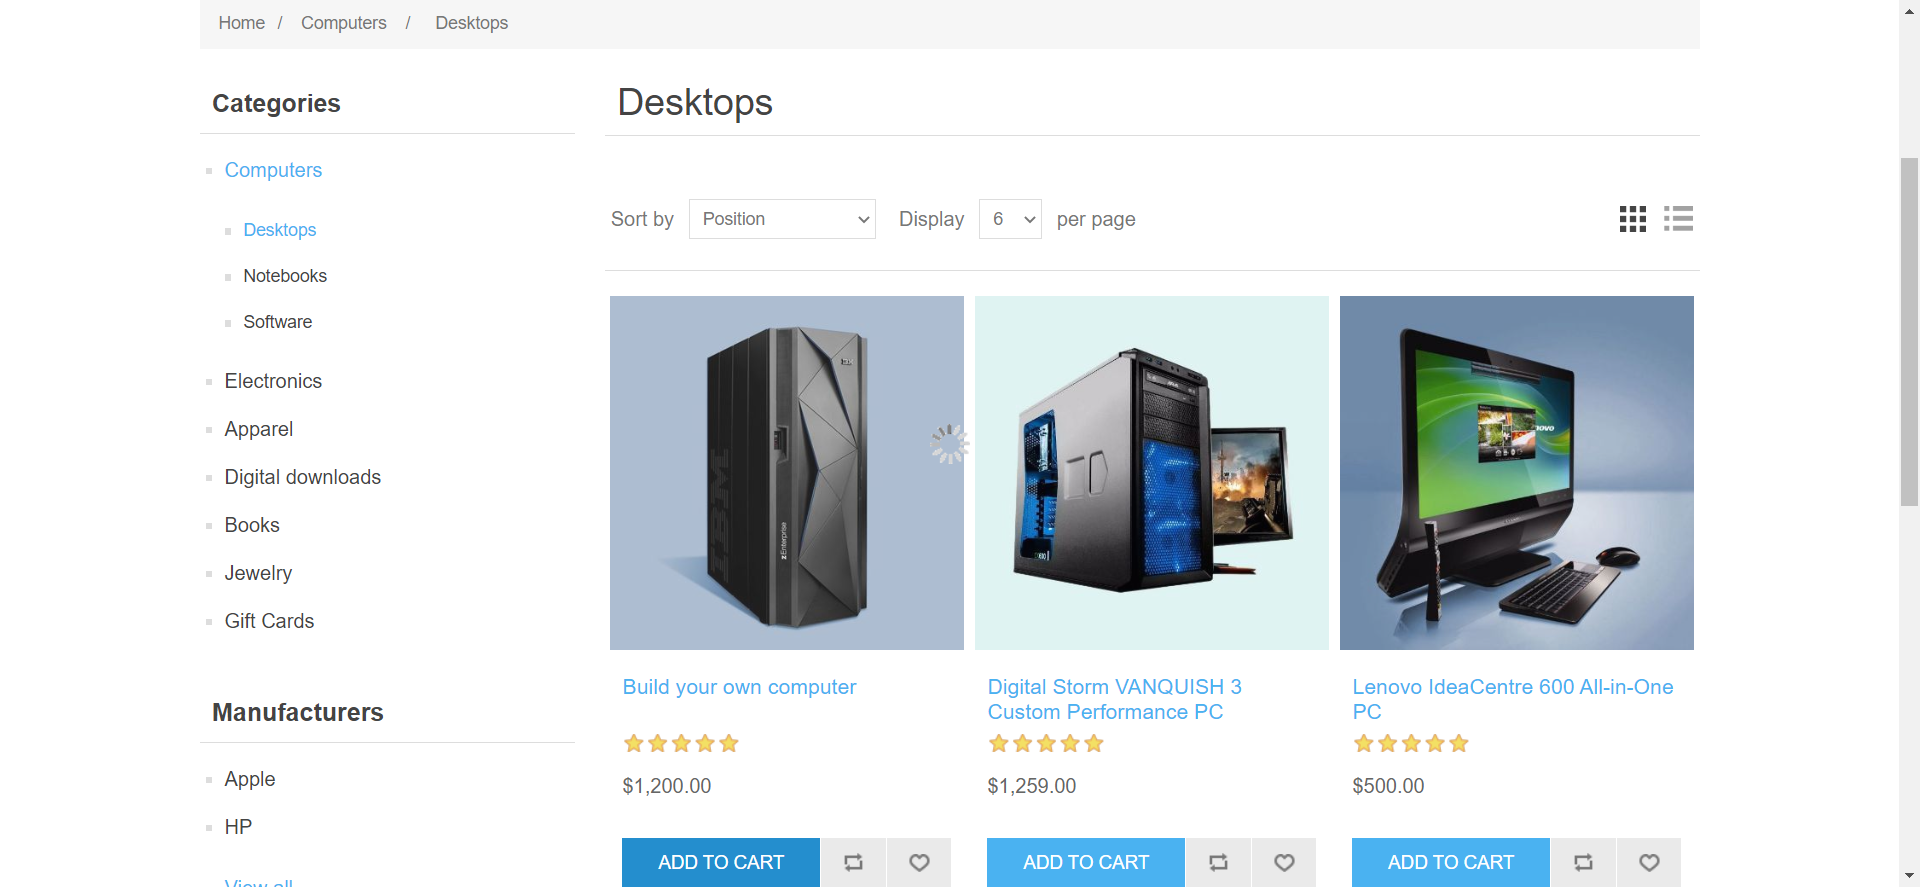 Home / Computers / Desktops
Categories
Computers
Desktops
Notebooks
Software
Electronics
Apparel
Digital downloads
Books
Jewelry
Gift Cards
Manufacturers
Apple
HP
View all
Desktops
Sort by Position Display 6 per page
IBM
zEnterprise
Build your own computer
$1,200.00
ADD TO CART
Digital Storm VANQUISH 3
Custom Performance PC
$1,259.00
ADD TO CART
Lenovo IdeaCentre 600 All-in-One
PC
$500.00
ADD TO CART